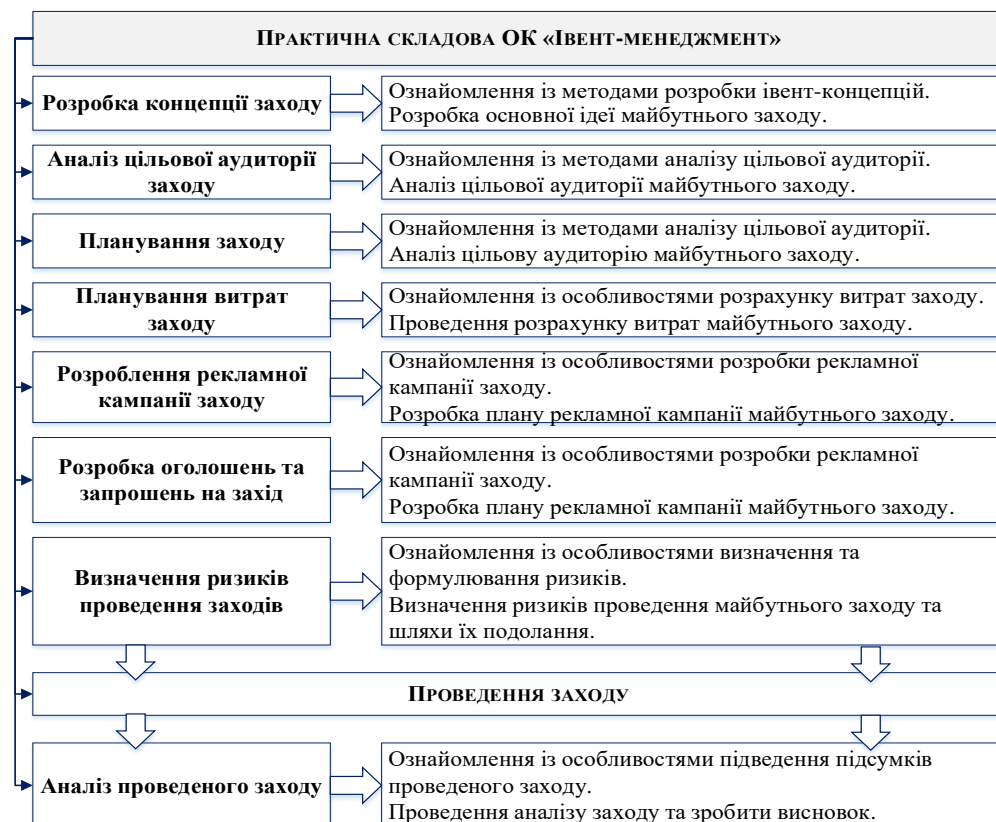 ПРАКТИЧНА СКЛАДОВА ОК «ІВЕНТ-МЕНЕДЖМЕНТ»
Розробка концепції заходу
Ознайомлення із методами розробки івент-концепцій.
Розробка основної ідеї майбутнього заходу.
Аналіз цільової аудиторії
заходу
Ознайомлення із методами аналізу цільової аудиторії.
Аналіз цільової аудиторії майбутнього заходу.
Планування заходу
Ознайомлення із методами аналізу цільової аудиторії.
Аналіз цільову аудиторію майбутнього заходу.
Планування витрат
заходу
Ознайомлення із особливостями розрахунку витрат заходу.
Проведення розрахунку витрат майбутнього заходу.
Розроблення рекламної
кампанії заходу
Ознайомлення із особливостями розробки рекламної
кампанії заходу.
Розробка плану рекламної кампанії майбутнього заходу.
Розробка оголошень та
запрошень на захід
Ознайомлення із особливостями розробки рекламної
кампанії заходу.
Розробка плану рекламної кампанії майбутнього заходу.
Визначення ризиків
проведення заходів
Ознайомлення із особливостями визначення та
формулювання ризиків.
Визначення ризиків проведення майбутнього заходу та
шляхи їх подолання.
ПРОВЕДЕННЯ ЗАХОДУ
Аналіз проведеного заходу
Ознайомлення із особливостями підведення підсумків
проведеного заходу.
Проведення аналізу заходу та зробити висновок.